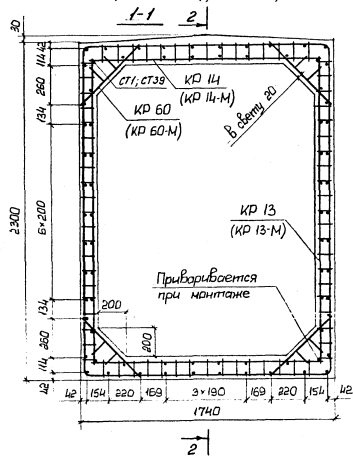 1-1
2
30
42
114
260
134
6×200
2300
134
260
114
42
СТ1; СТ39
КР 14
(КР 14-М)
КР 60
(КР 60-М)
В свету 20
КР 13
(КР 13-М)
Приваривается
при монтаже
200
200
42 154 220 169 3×190 169 220 154 42
1740
2